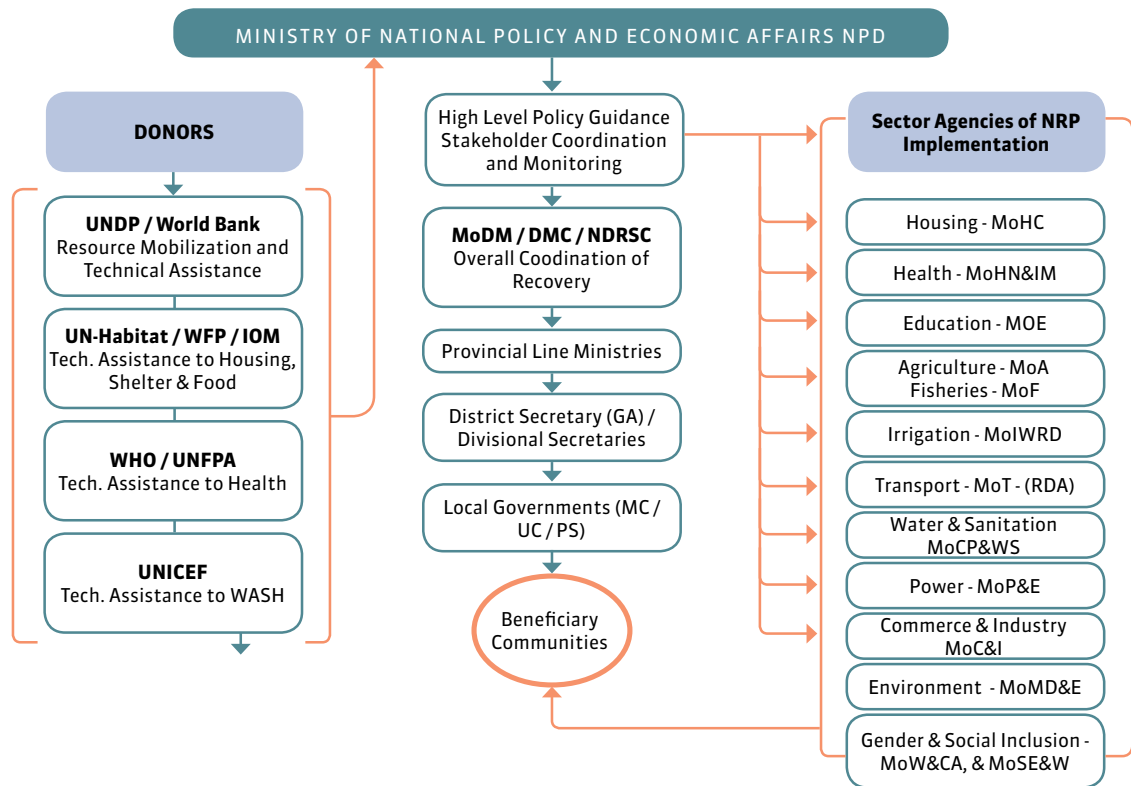 MINISTRY OF NATIONAL POLICY AND ECONOMIC AFFAIRS NPD
DONORS
UNDP / World Bank
Resource Mobilization and
Technical Assistance
UN-Habitat / WFP / IOM
Tech. Assistance to Housing,
Shelter & Food
WHO / UNFPA
Tech. Assistance to Health
UNICEF
Tech. Assistance to WASH
High Level Policy Guidance
Stakeholder Coordination
and Monitoring
MoDM / DMC / NDRSC
Overall Coodination of
Recovery
Provincial Line Ministries
District Secretary (GA) /
Divisional Secretaries
Local Governments (MC /
UC / PS)
Beneficiary
Communities
Sector Agencies of NRP
Implementation
Housing - MoHC
Health - MoHN&IM
Education - MOE
Agriculture - MoA
Fisheries - MoF
Irrigation - MoIWRD
Transport - MoT - (RDA)
Water & Sanitation
MoCP&WS
Power - MoP&E
Commerce & Industry
MoC&I
Environment - MoMD&E
Gender & Social Inclusion -
MoW&CA, & MoSE&W